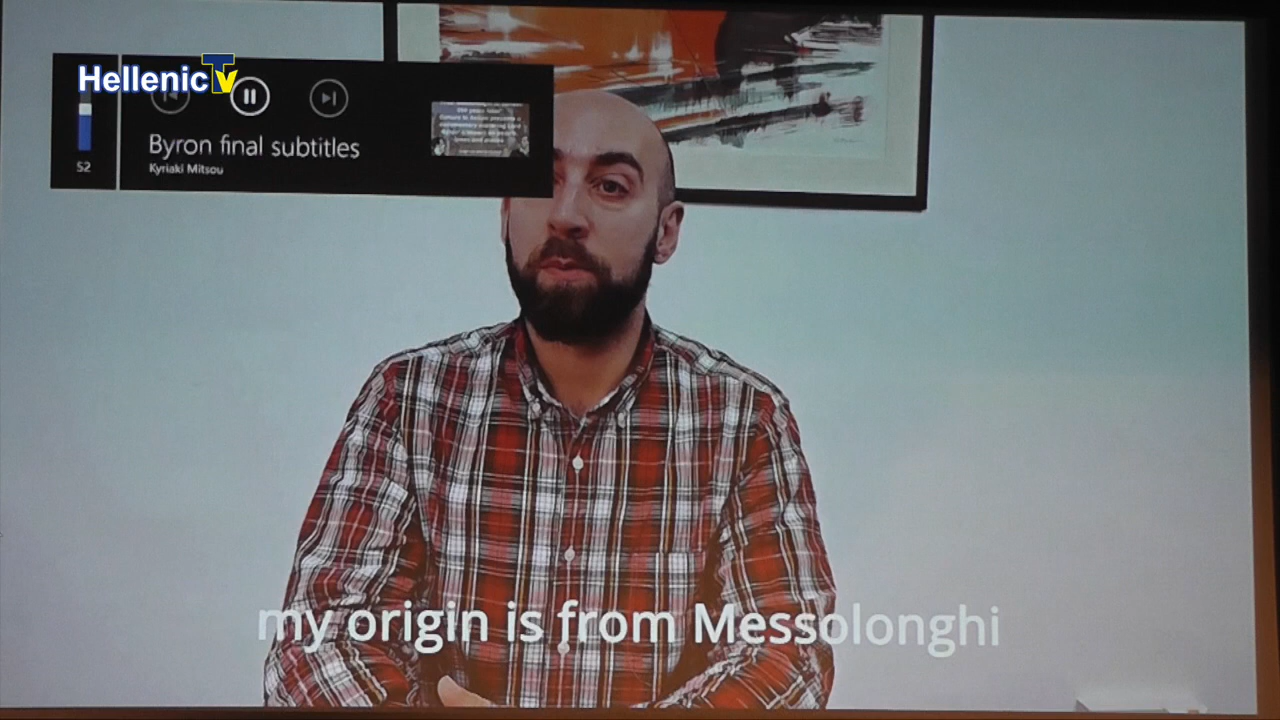 HellenicTV
Byron final subtitles
Kyriaki Mitsou
52
my origin is from Messolonghi